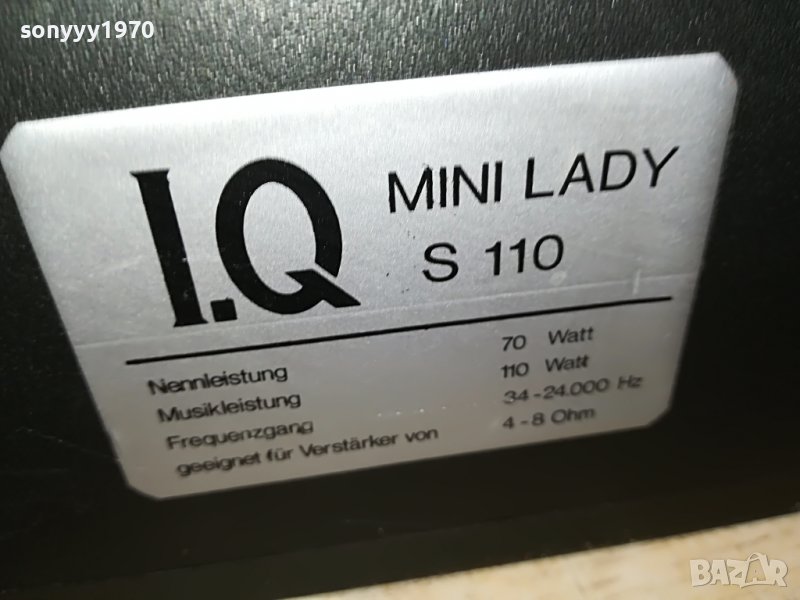 sonyyy1970
I.Q
MINI LADY
S 110
Nennleistung 70 Watt
Musikleistung 110 Watt
Frequenzgang 34-24.000 Hz
geeignet für Verstärker von 4-8 Ohm
BAZAR